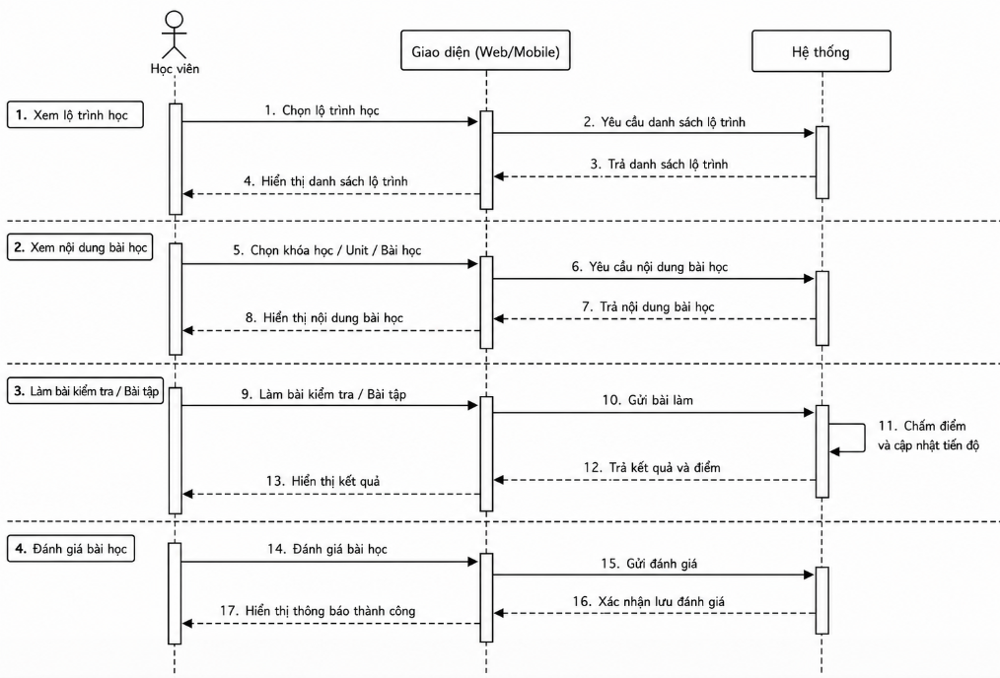 Học viên
Giao diện (Web/Mobile)
Hệ thống
1. Xem lộ trình học
1. Chọn lộ trình học
2. Yêu cầu danh sách lộ trình
3. Trả danh sách lộ trình
4. Hiển thị danh sách lộ trình
2. Xem nội dung bài học
5. Chọn khóa học / Unit / Bài học
6. Yêu cầu nội dung bài học
7. Trả nội dung bài học
8. Hiển thị nội dung bài học
3. Làm bài kiểm tra / Bài tập
9. Làm bài kiểm tra / Bài tập
10. Gửi bài làm
11. Chấm điểm
và cập nhật tiến độ
12. Trả kết quả và điểm
13. Hiển thị kết quả
4. Đánh giá bài học
14. Đánh giá bài học
15. Gửi đánh giá
16. Xác nhận lưu đánh giá
17. Hiển thị thông báo thành công